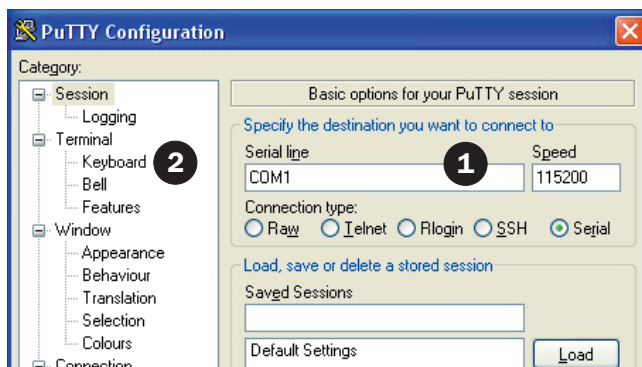 PuTTY Configuration
Category:
Session
Logging
Terminal
Keyboard
Bell
Features
Window
Appearance
Behaviour
Translation
Selection
Colours
Connection
2
Basic options for your PuTTY session
Specify the destination you want to connect to
Serial line Speed
COM1 115200
1
Connection type:
Raw Telnet Rlogin SSH Serial
Load, save or delete a stored session
Saved Sessions
Default Settings
Load